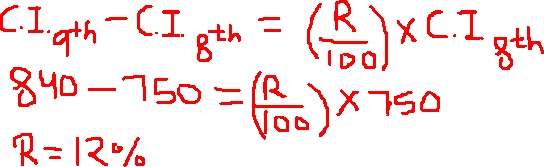 C.I.9th - C.I.8th = (R/100) × C.I 8th
840 - 750 = (R/100) × 750
R = 12%